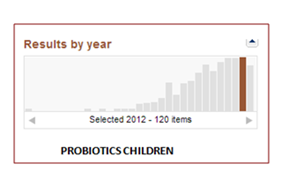 Results by year
Selected 2012 - 120 items
PROBIOTICS CHILDREN